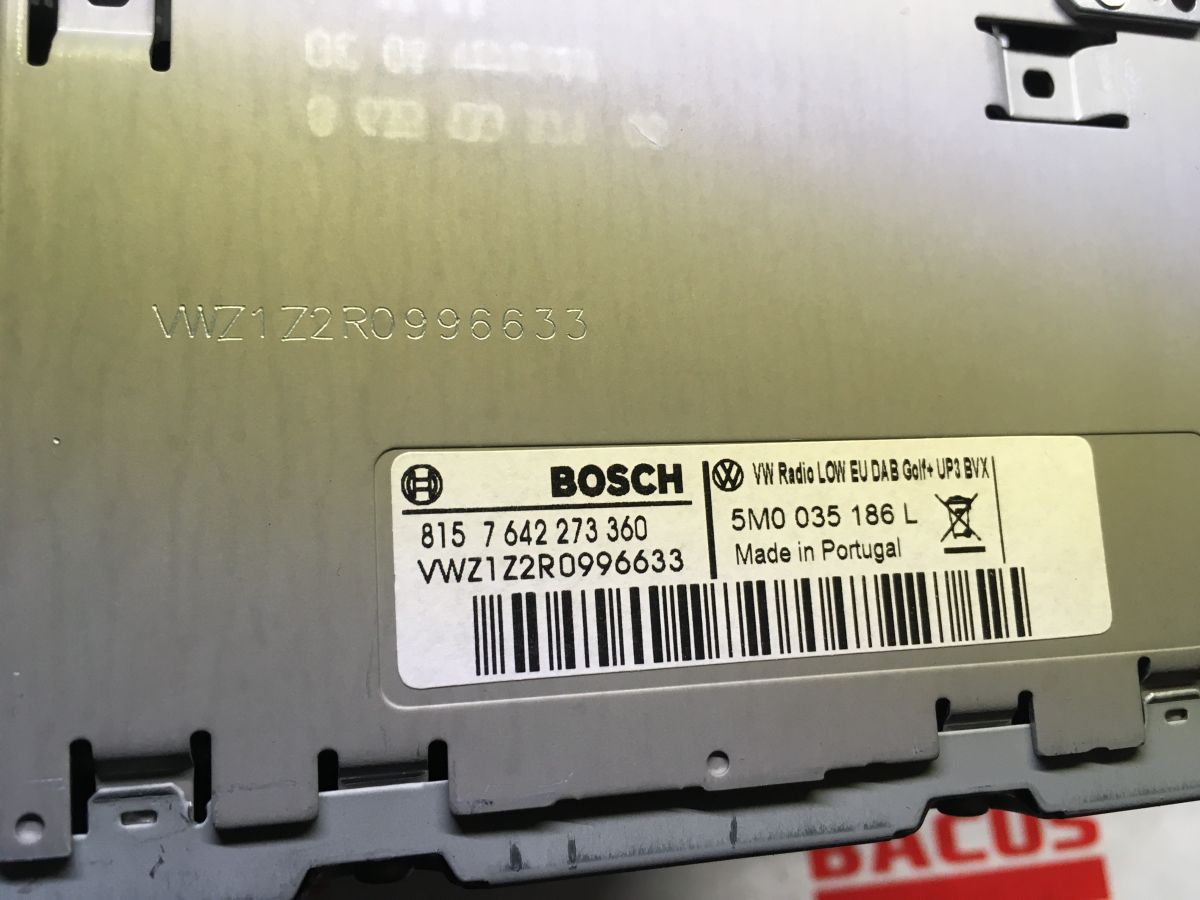 VWZ1Z2R0996633
BOSCH
815 7 642 273 360
VWZ1Z2R0996633
VW Radio LOW EU DAB Golf+ UP3 BVX
5M0 035 186 L
Made in Portugal
BACUS